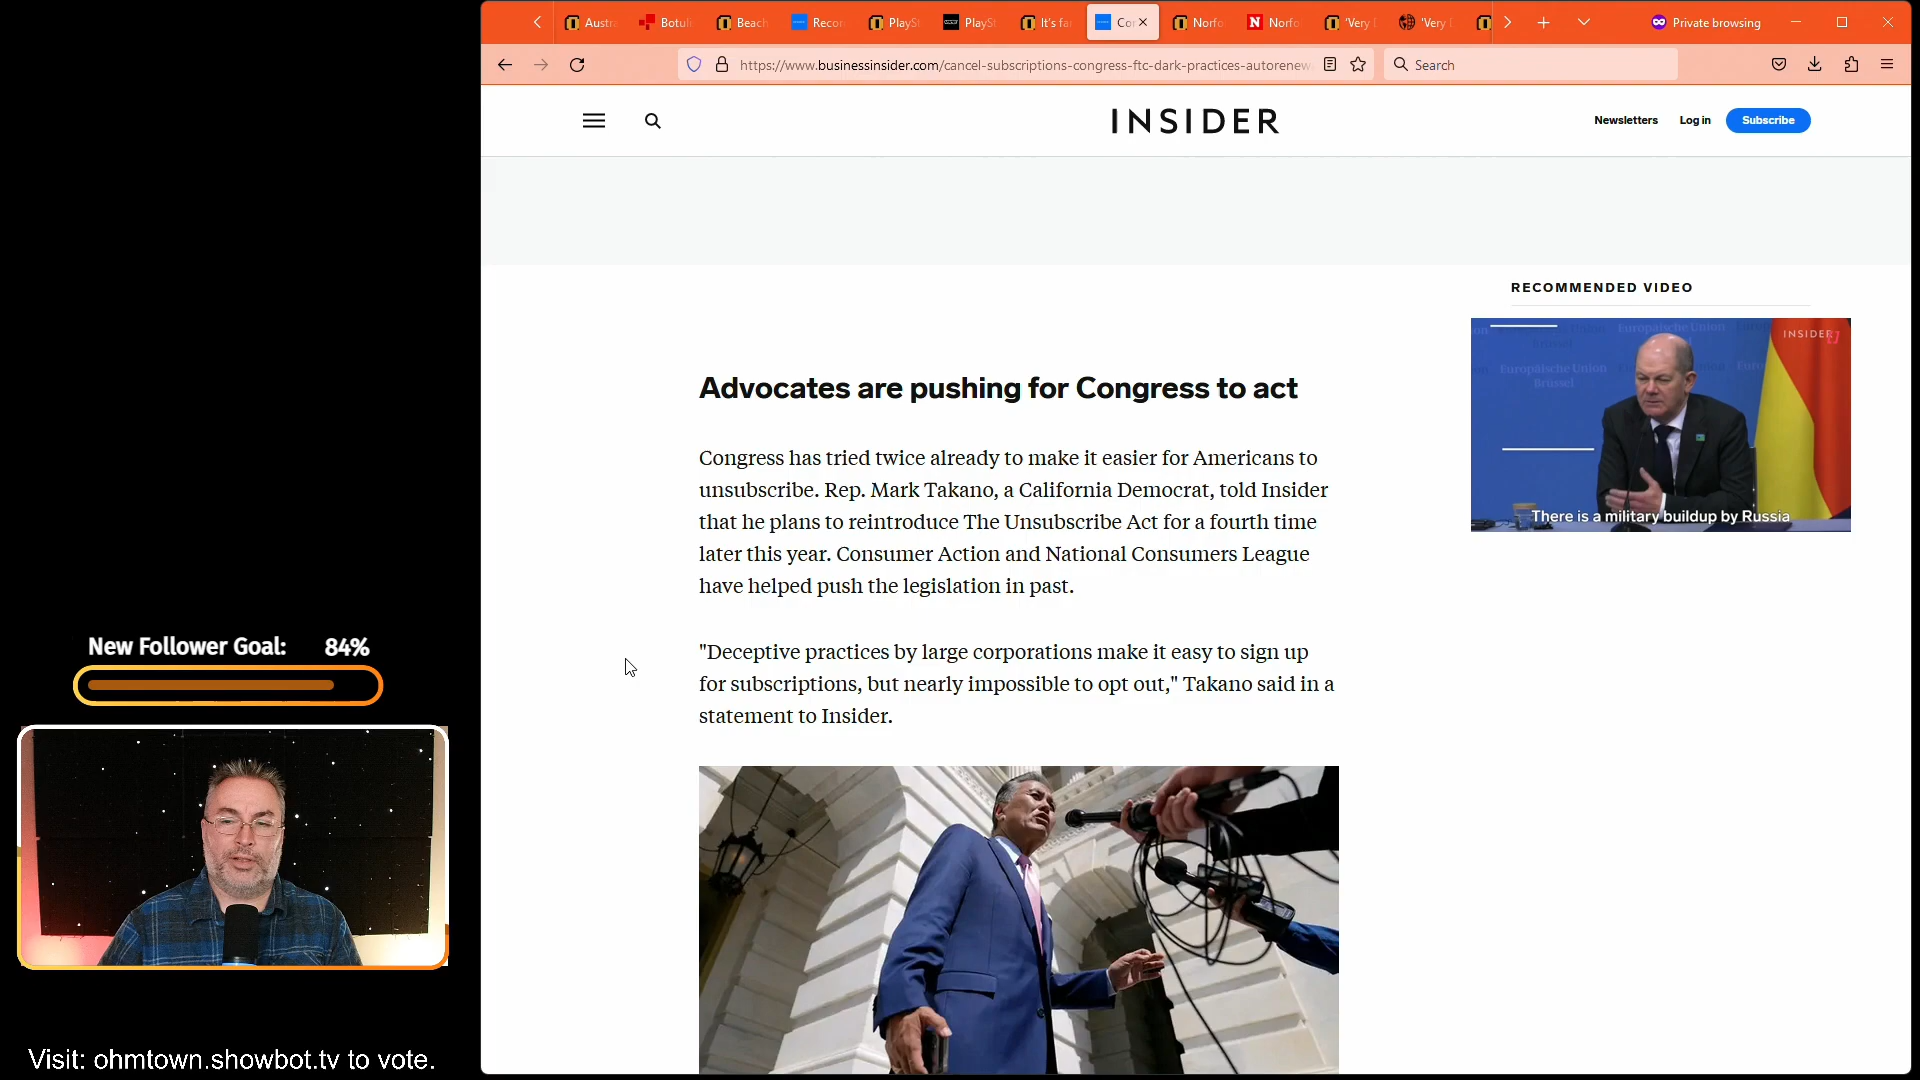 Austra
Botuli
Beach
Recon
PlaySt
PlaySt
It's fa
Co
Norfo
Norfo
'Very
'Very
Private browsing
https://www.businessinsider.com/cancel-subscriptions-congress-ftc-dark-practices-autorenew
Search
INSIDER
Newsletters
Log in
Subscribe
RECOMMENDED VIDEO
Europäische Union
Brüssel
INSIDER
There is a military buildup by Russia
Advocates are pushing for Congress to act
Congress has tried twice already to make it easier for Americans to
unsubscribe. Rep. Mark Takano, a California Democrat, told Insider
that he plans to reintroduce The Unsubscribe Act for a fourth time
later this year. Consumer Action and National Consumers League
have helped push the legislation in past.
"Deceptive practices by large corporations make it easy to sign up
for subscriptions, but nearly impossible to opt out," Takano said in a
statement to Insider.
New Follower Goal: 84%
Visit: ohmtown.showbot.tv to vote.